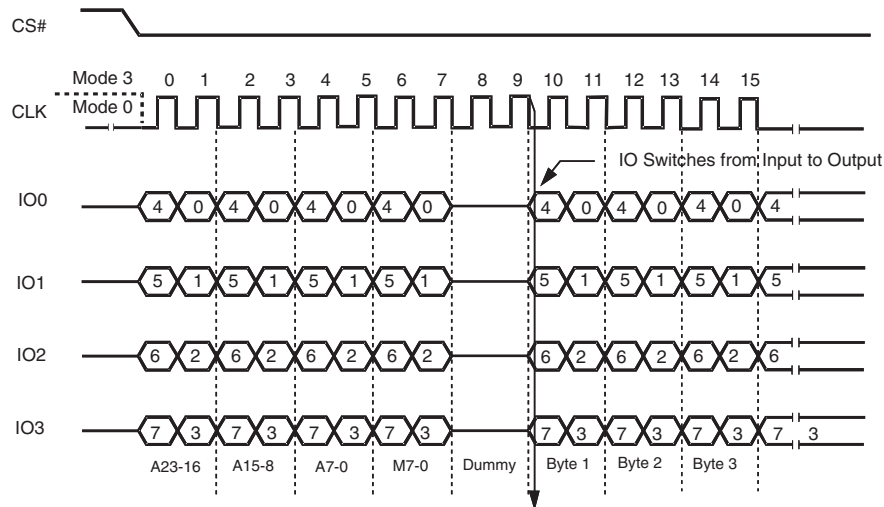 CS#
Mode 3 0 1 2 3 4 5 6 7 8 9 10 11 12 13 14 15
CLK Mode 0
IO Switches from Input to Output
IO0 4 0 4 0 4 0 4 0 4 0 4 0 4 0 4
IO1 5 1 5 1 5 1 5 1 5 1 5 1 5 1 5
IO2 6 2 6 2 6 2 6 2 6 2 6 2 6 2 6
IO3 7 3 7 3 7 3 7 3 7 3 7 3 7 3 7 3
A23-16 A15-8 A7-0 M7-0 Dummy Byte 1 Byte 2 Byte 3